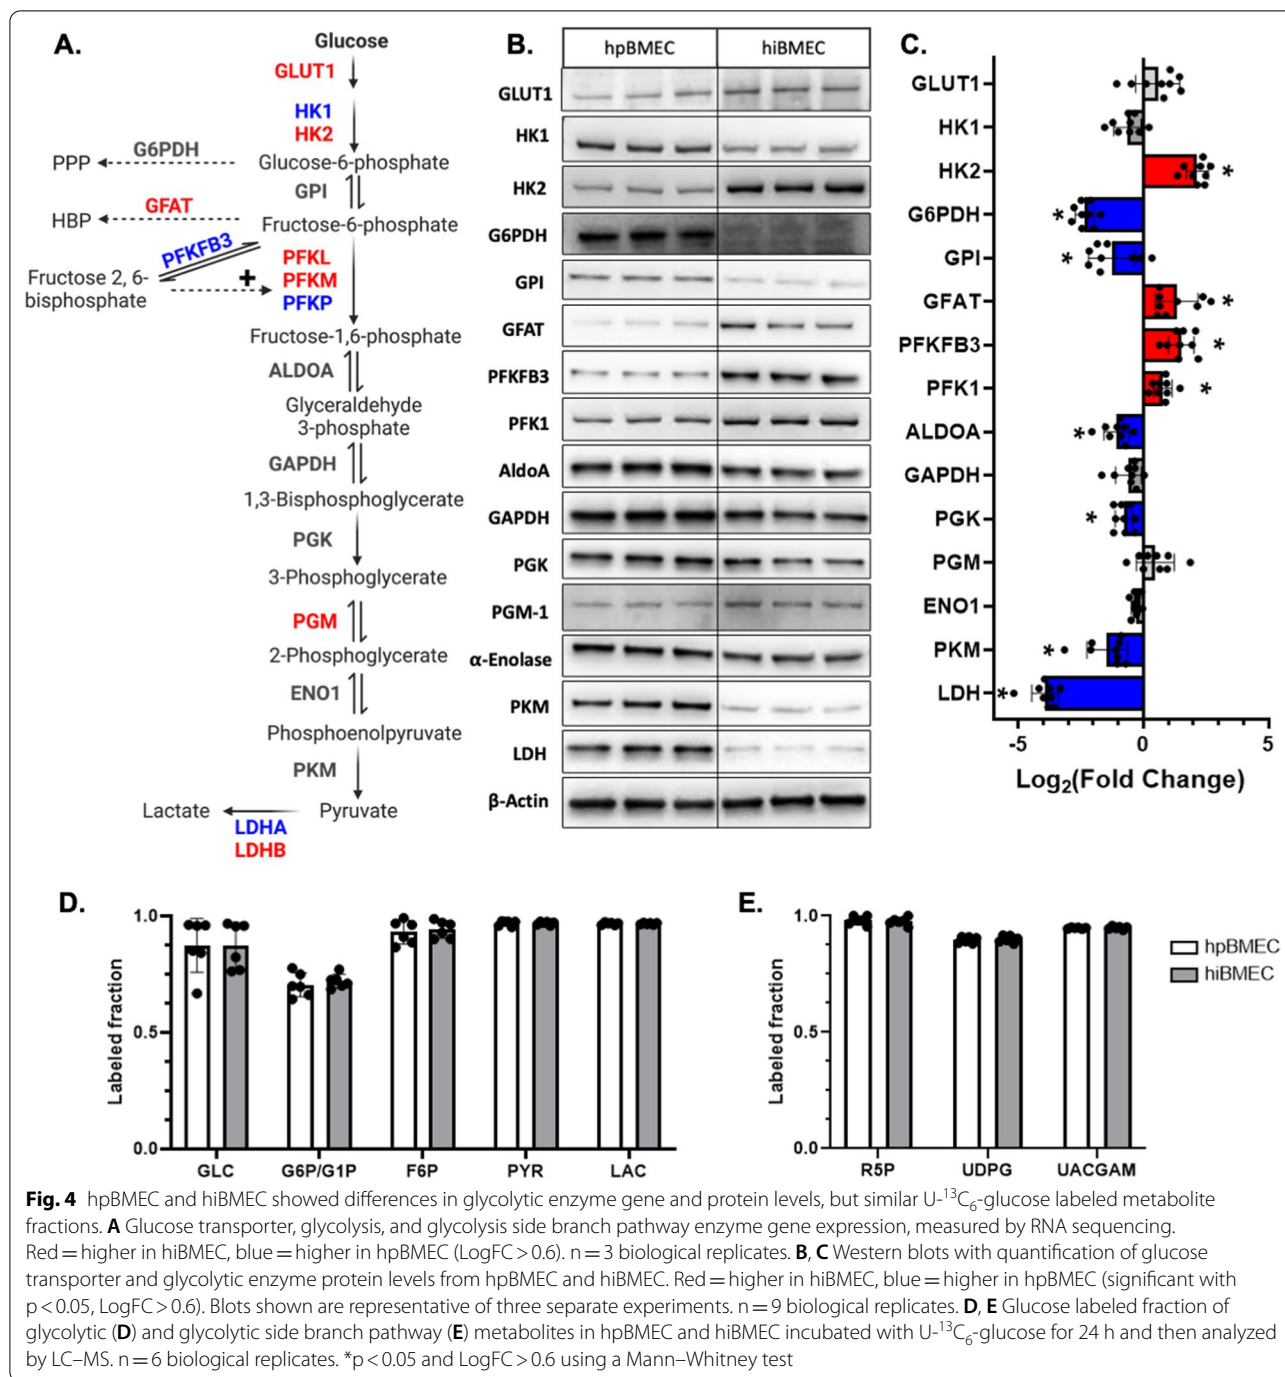 A.
Glucose
GLUT1
HK1
HK2
G6PDH
PPP
Glucose-6-phosphate
GPI
GFAT
HBP
Fructose-6-phosphate
PFKFB3
PFKL
PFKM
PFKP
+
Fructose 2, 6-
bisphosphate
Fructose-1,6-phosphate
ALDOA
Glyceraldehyde
3-phosphate
GAPDH
1,3-Bisphosphoglycerate
PGK
3-Phosphoglycerate
PGM
2-Phosphoglycerate
ENO1
Phosphoenolpyruvate
PKM
Lactate
Pyruvate
LDHA
LDHB
B.
hpBMEC hiBMEC
GLUT1
HK1
HK2
G6PDH
GPI
GFAT
PFKFB3
PFK1
AldoA
GAPDH
PGK
PGM-1
α-Enolase
PKM
LDH
β-Actin
C.
GLUT1
HK1
HK2 *
G6PDH *
GPI *
GFAT *
PFKFB3 *
PFK1 *
ALDOA *
GAPDH
PGK *
PGM
ENO1
PKM *
LDH *
-5 0 5
Log₂(Fold Change)
D.
Labeled fraction
1.0
0.5
0.0
GLC G6P/G1P F6P PYR LAC
E.
Labeled fraction
1.0
0.5
0.0
R5P UDPG UACGAM
hpBMEC
hiBMEC
Fig. 4 hpBMEC and hiBMEC showed differences in glycolytic enzyme gene and protein levels, but similar U-¹³C₆-glucose labeled metabolite
fractions. A Glucose transporter, glycolysis, and glycolysis side branch pathway enzyme gene expression, measured by RNA sequencing.
Red = higher in hiBMEC, blue = higher in hpBMEC (LogFC > 0.6). n = 3 biological replicates. B, C Western blots with quantification of glucose
transporter and glycolytic enzyme protein levels from hpBMEC and hiBMEC. Red = higher in hiBMEC, blue = higher in hpBMEC (significant with
p < 0.05, LogFC > 0.6). Blots shown are representative of three separate experiments. n = 9 biological replicates. D, E Glucose labeled fraction of
glycolytic (D) and glycolytic side branch pathway (E) metabolites in hpBMEC and hiBMEC incubated with U-¹³C₆-glucose for 24 h and then analyzed
by LC–MS. n = 6 biological replicates. *p < 0.05 and LogFC > 0.6 using a Mann–Whitney test